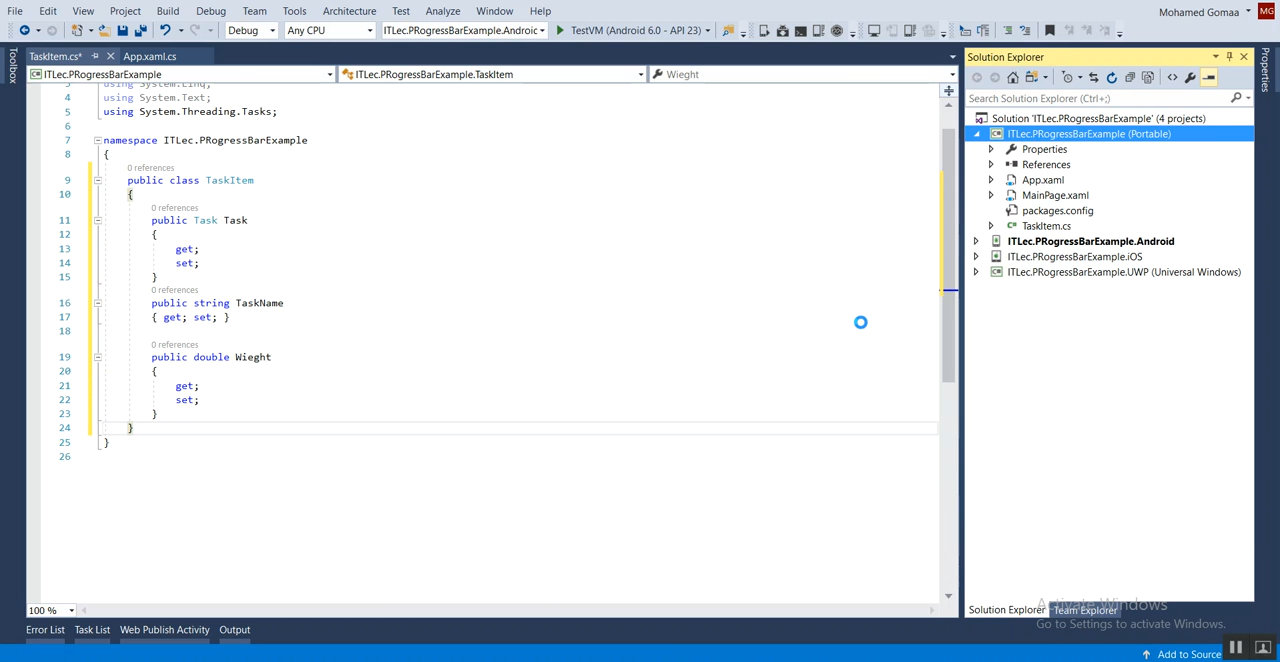 File Edit View Project Build Debug Team Tools Architecture Test Analyze Window Help
Mohamed Gomaa MG
Debug Any CPU ITLec.PRogressBarExample.Android TestVM (Android 6.0 - API 23)
Toolbox
TaskItem.cs* App.xaml.cs
ITLec.PRogressBarExample ITLec.PRogressBarExample.TaskItem Wieght
3 using System.Linq;
4 using System.Text;
5 using System.Threading.Tasks;
6
7 namespace ITLec.PRogressBarExample
8 {
0 references
9 public class TaskItem
10 {
0 references
11 public Task Task
12 {
13 get;
14 set;
15 }
0 references
16 public string TaskName
17 { get; set; }
18
0 references
19 public double Wieght
20 {
21 get;
22 set;
23 }
24 }
25 }
26
100 %
Solution Explorer
Search Solution Explorer (Ctrl+;)
Solution 'ITLec.PRogressBarExample' (4 projects)
ITLec.PRogressBarExample (Portable)
Properties
References
App.xaml
MainPage.xaml
packages.config
TaskItem.cs
ITLec.PRogressBarExample.Android
ITLec.PRogressBarExample.iOS
ITLec.PRogressBarExample.UWP (Universal Windows)
Solution Explorer Team Explorer
Properties
Activate Windows
Go to Settings to activate Windows.
Error List Task List Web Publish Activity Output
Add to Source